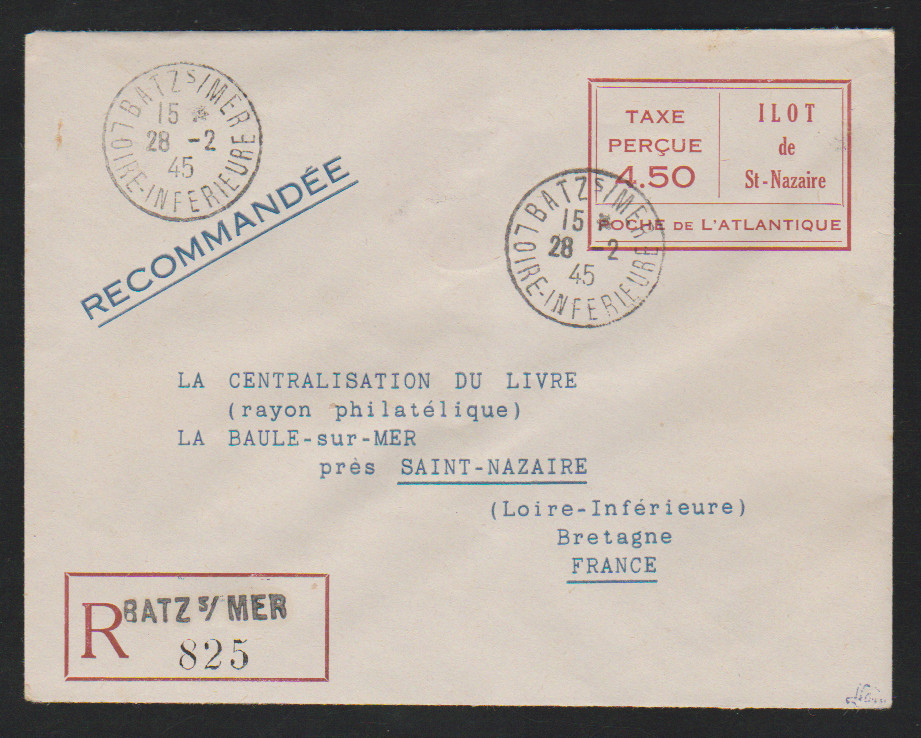 BATZ S/MER
15 *
28 -2
45
LOIRE-INFERIEURE
RECOMMANDÉE
TAXE
PERÇUE
4.50
ILOT
de
St-Nazaire
POCHE DE L'ATLANTIQUE
BATZ S/MER
15 *
28 -2
45
LOIRE-INFERIEURE
LA CENTRALISATION DU LIVRE
(rayon philatélique)
LA BAULE-sur-MER
près SAINT-NAZAIRE
(Loire-Inférieure)
Bretagne
FRANCE
R BATZ S/ MER
825